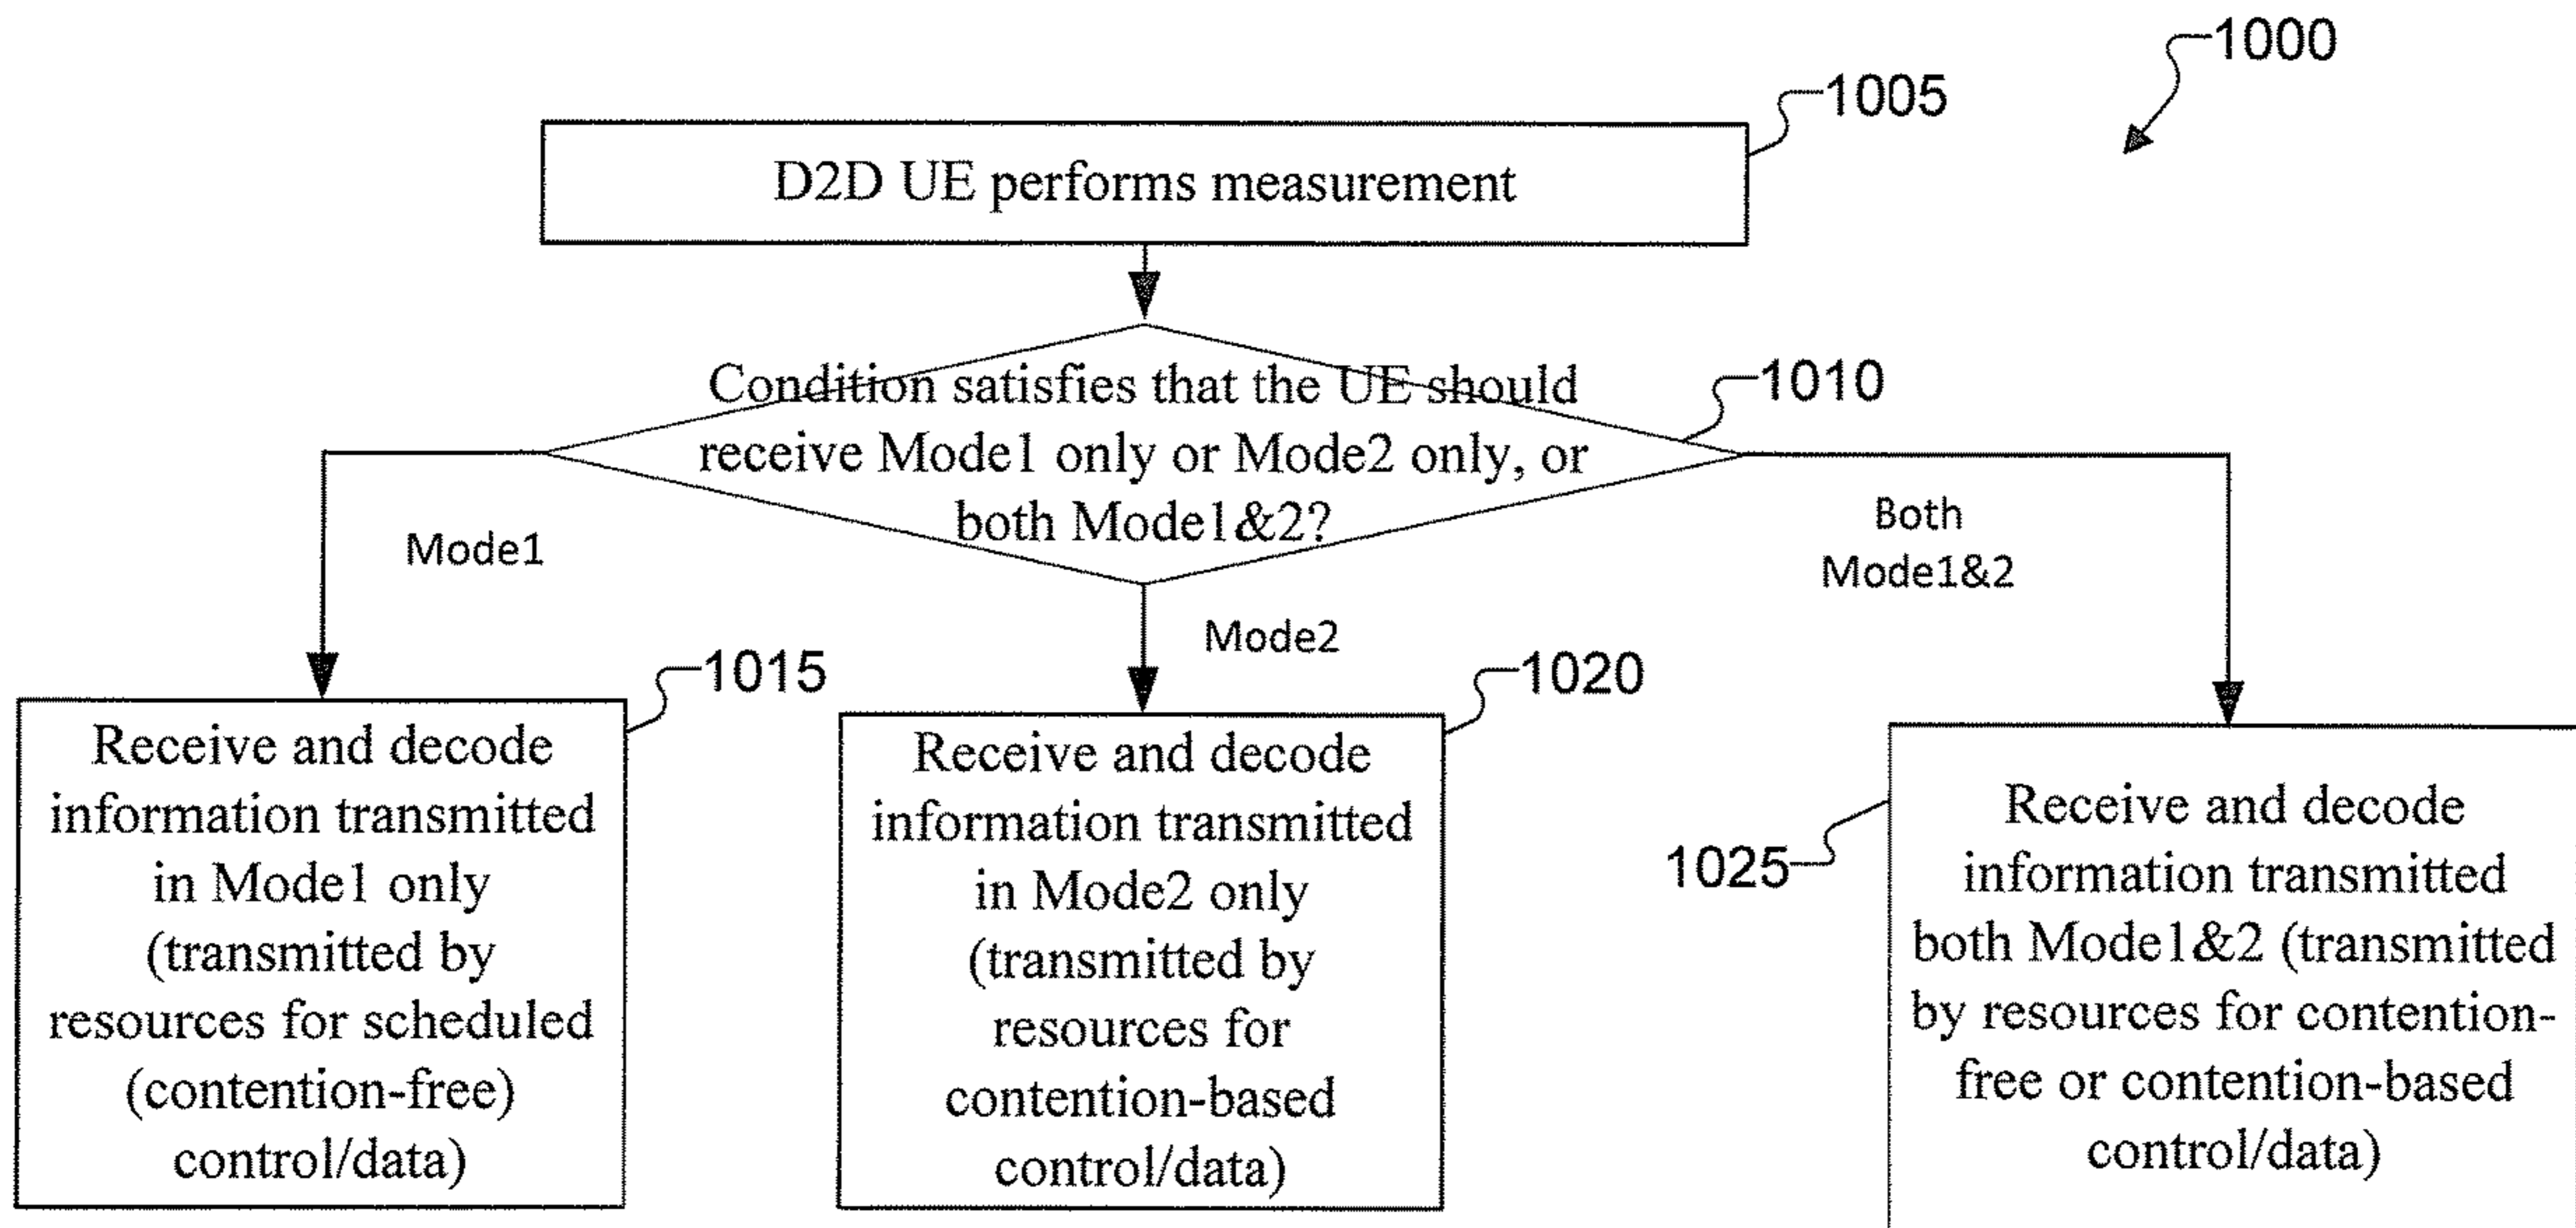 1000
1005
D2D UE performs measurement
Condition satisfies that the UE should
receive Mode1 only or Mode2 only, or
both Mode1&2?
1010
Mode1
Mode2
Both
Mode1&2
1015
Receive and decode
information transmitted
in Mode1 only
(transmitted by
resources for scheduled
(contention-free)
control/data)
1020
Receive and decode
information transmitted
in Mode2 only
(transmitted by
resources for
contention-based
control/data)
1025
Receive and decode
information transmitted
both Mode1&2 (transmitted
by resources for contention-
free or contention-based
control/data)